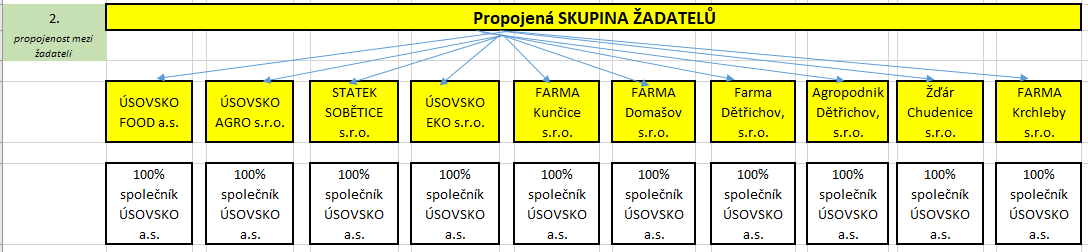 2.
propojenost mezi
žadateli
Propojená SKUPINA ŽADATELŮ
ÚSOVSKO
FOOD a.s.
ÚSOVSKO
AGRO s.r.o.
STATEK
SOBĚTICE
s.r.o.
ÚSOVSKO
EKO s.r.o.
FARMA
Kunčice
s.r.o.
FARMA
Domašov
s.r.o.
Farma
Dětřichov,
s.r.o.
Agropodnik
Dětřichov,
s.r.o.
Žďár
Chudenice
s.r.o.
FARMA
Krchleby
s.r.o.
100%
společník
ÚSOVSKO
a.s.
100%
společník
ÚSOVSKO
a.s.
100%
společník
ÚSOVSKO
a.s.
100%
společník
ÚSOVSKO
a.s.
100%
společník
ÚSOVSKO
a.s.
100%
společník
ÚSOVSKO
a.s.
100%
společník
ÚSOVSKO
a.s.
100%
společník
ÚSOVSKO
a.s.
100%
společník
ÚSOVSKO
a.s.
100%
společník
ÚSOVSKO
a.s.